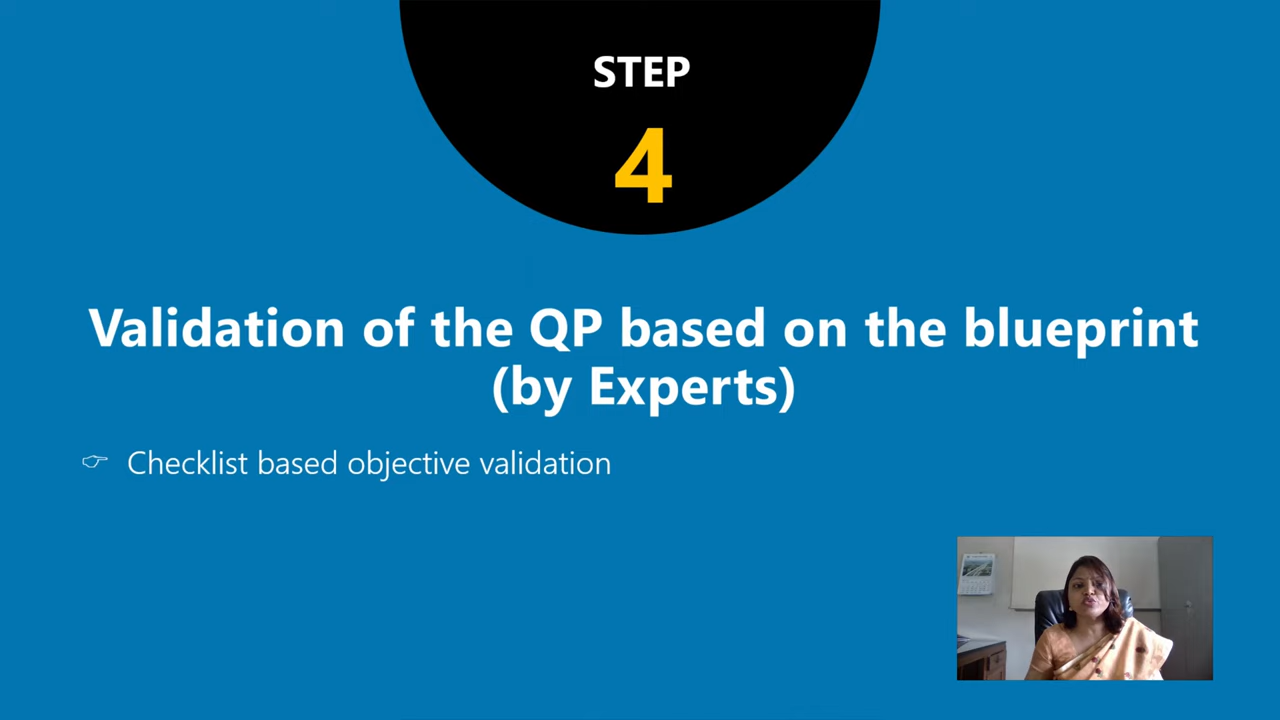 STEP
4
Validation of the QP based on the blueprint
(by Experts)
Checklist based objective validation